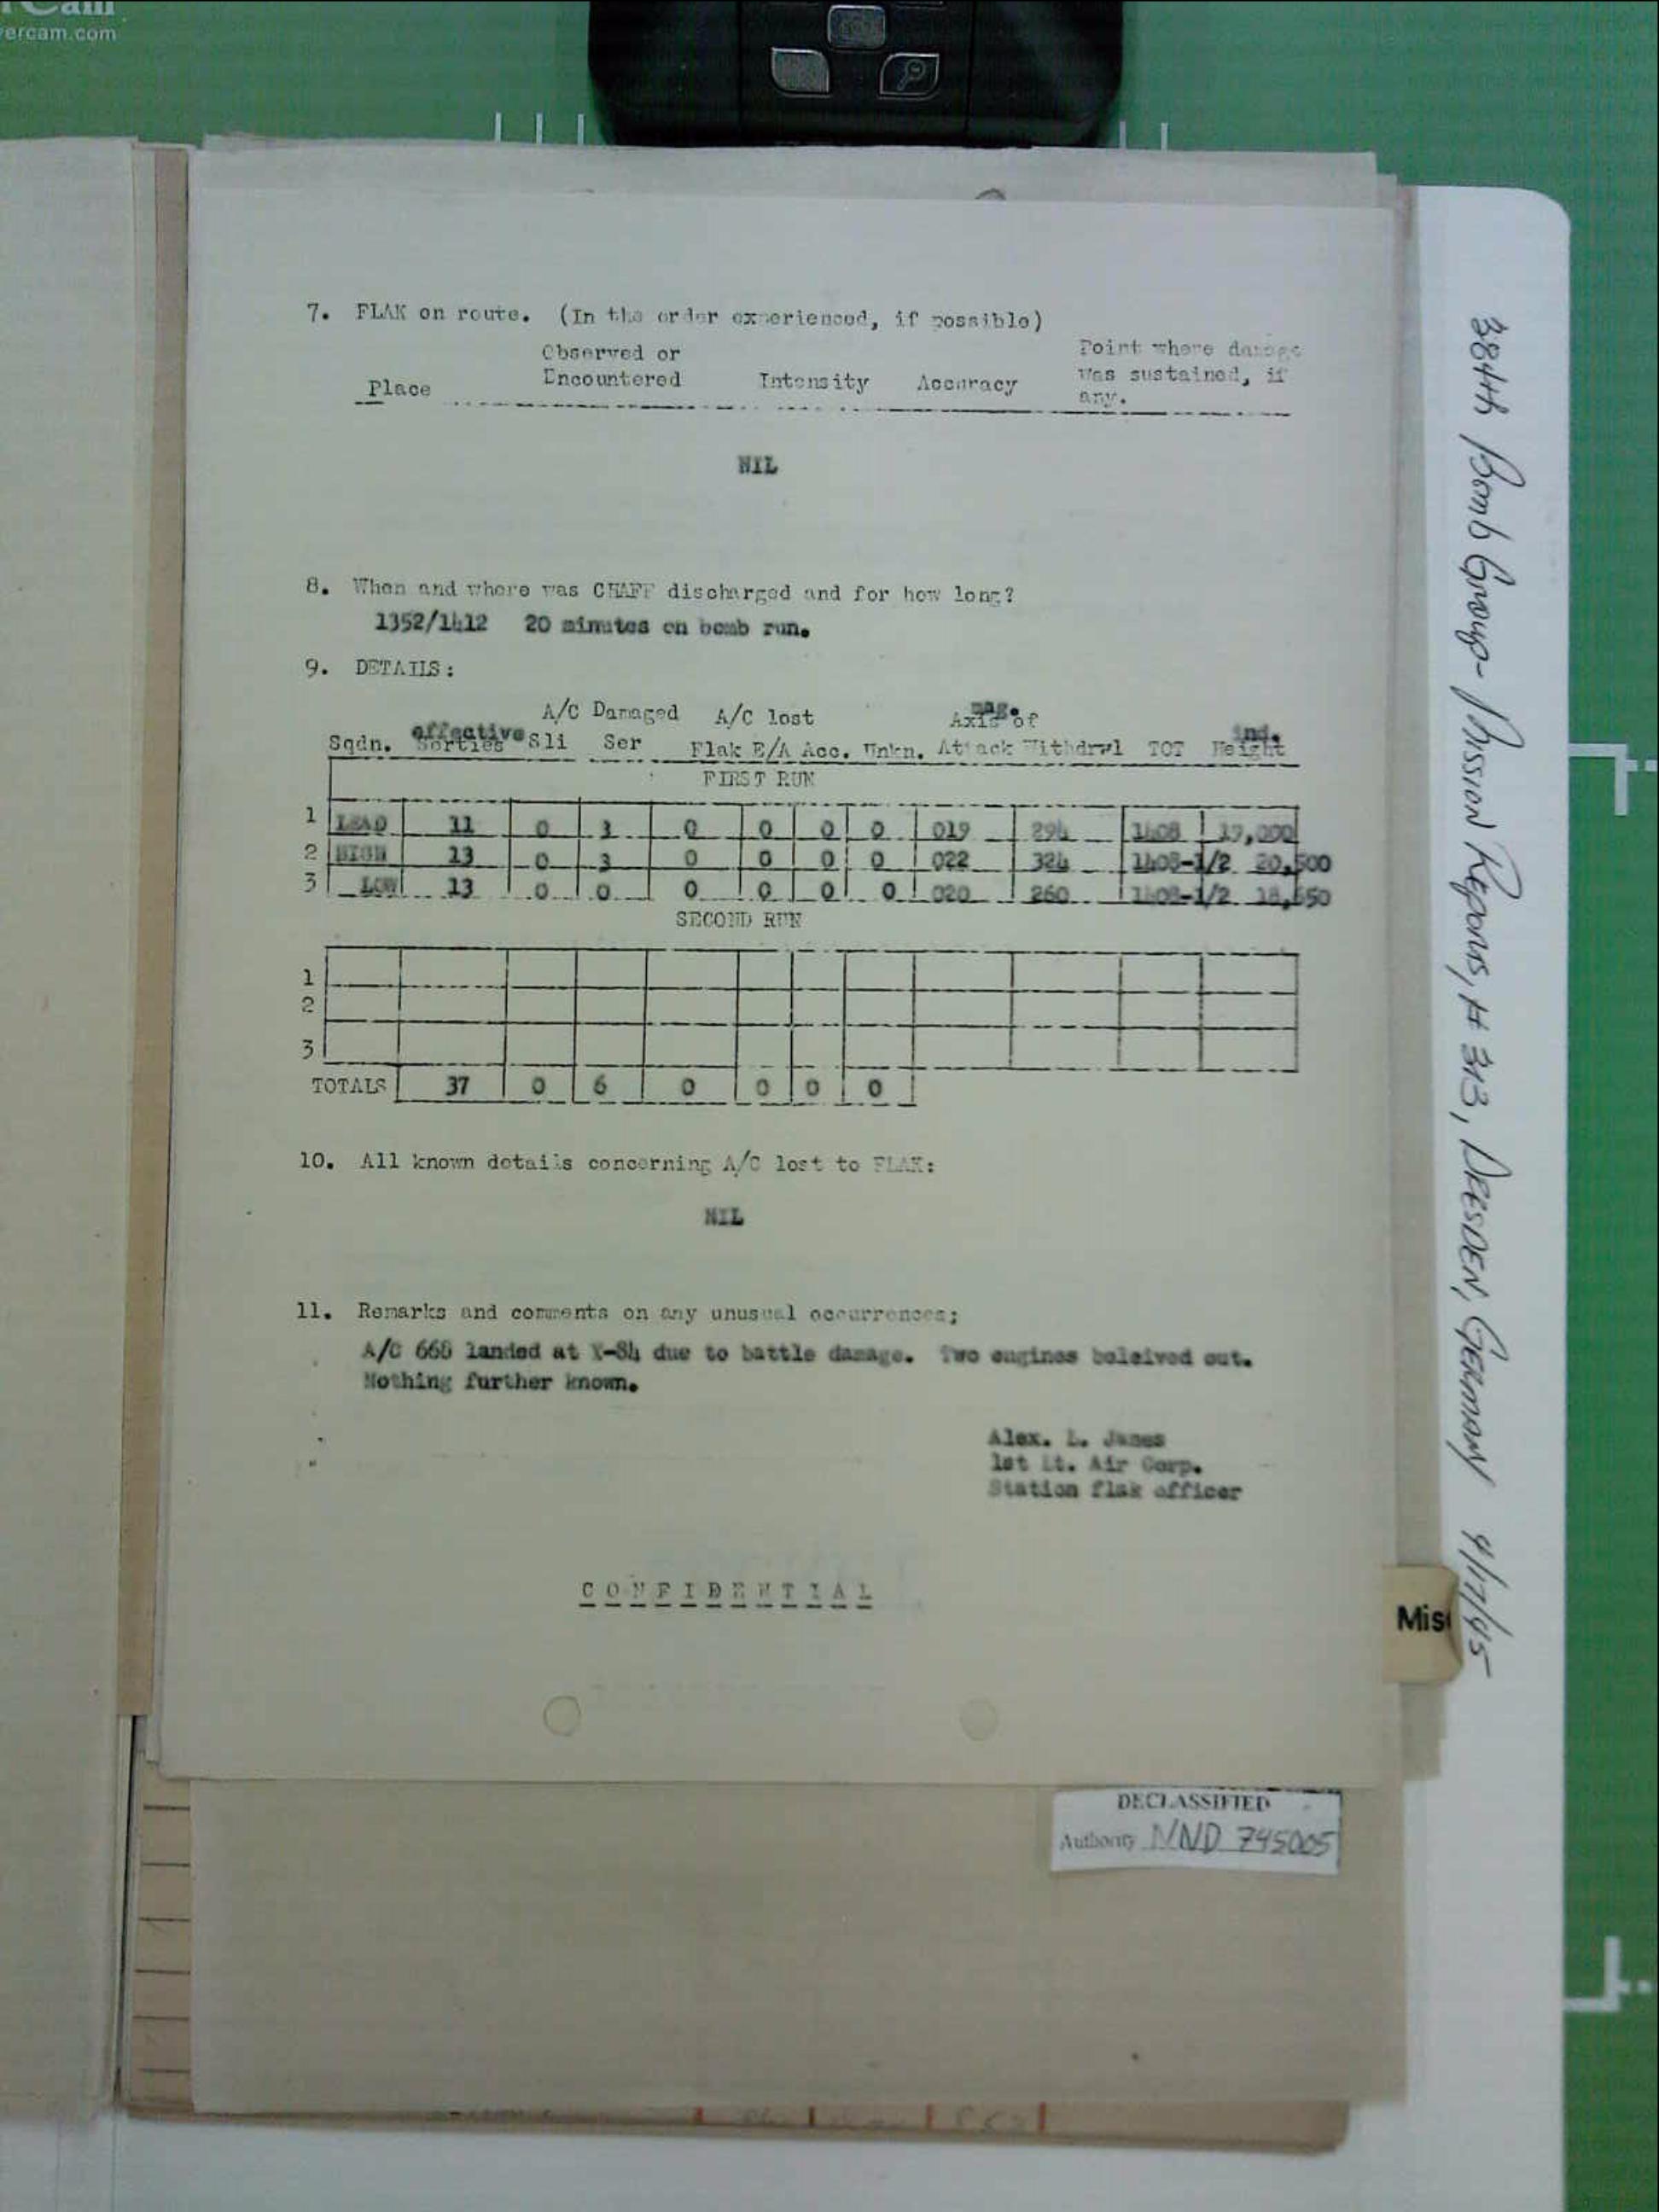 ercam.com
7. FLAK on route. (In the order experienced, if possible)
Place Observed or Encountered Intensity Accuracy Point where damage was sustained, if any.
NIL
8. When and where was CHAFF discharged and for how long?
1352/1412 20 minutes on bomb run.
9. DETAILS:
A/C Damaged A/C lost mag. Axis of
Sqdn. effective Sorties Sli Ser Flak E/A Acc. Unkn. Attack Withdrwl TOT ind. Height
FIRST RUN
1 LEAD 11 0 3 0 0 0 0 019 294 1408 19,000
2 HIGH 13 0 3 0 0 0 0 022 324 1408-1/2 20,500
3 LOW 13 0 0 0 0 0 0 020 260 1408-1/2 18,650
SECOND RUN
1
2
3
TOTALS 37 0 6 0 0 0 0
10. All known details concerning A/C lost to FLAK:
NIL
11. Remarks and comments on any unusual occurrences;
A/C landed at due to battle damage. Two engines beleived out.
Nothing further known.
Alex. L. James
1st Lt. Air Corp.
Station flak officer
CONFIDENTIAL
Mis
DECLASSIFIED
Authority NND 745005
384th Bomb Group- Mission Reports, # 313, DRESDEN, GERMANY 4/17/45